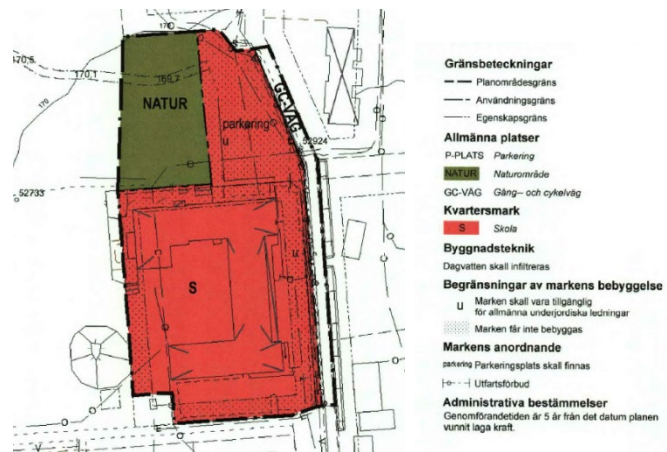 170
170,5
170,1
169,7
170
NATUR
parkering
u
GC-VÄG
52924
52733
S
u
Gränsbeteckningar
Planområdesgräns
Användningsgräns
Egenskapsgräns
Allmänna platser
P-PLATS Parkering
NATUR Naturområde
GC-VÄG Gång- och cykelväg
Kvartersmark
S Skola
Byggnadsteknik
Dagvatten skall infiltreras
Begränsningar av markens bebyggelse
u Marken skall vara tillgänglig
för allmänna underjordiska ledningar
Marken får inte bebyggas
Markens anordnande
parkering Parkeringsplats skall finnas
Utfartsförbud
Administrativa bestämmelser
Genomförandetiden är 5 år från det datum planen
vunnit laga kraft.